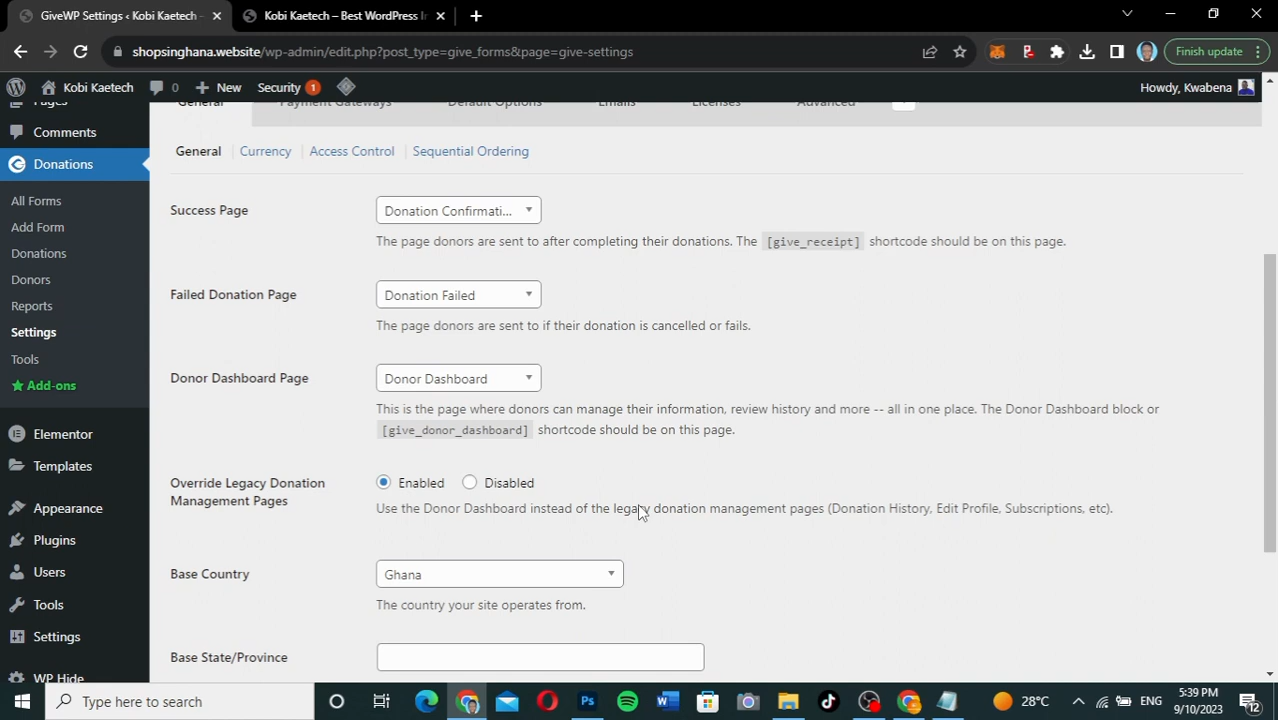 GiveWP Settings ‹ Kobi Kaetech -
Kobi Kaetech – Best WordPress I
shopsinghana.website/wp-admin/edit.php?post_type=give_forms&page=give-settings
Finish update
Kobi Kaetech
0
New
Security 1
Howdy, Kwabena
Pages
Comments
Donations
All Forms
Add Form
Donations
Donors
Reports
Settings
Tools
Add-ons
Elementor
Templates
Appearance
Plugins
Users
Tools
Settings
WP Hide
General Payment Gateways Default Options Emails Licenses Advanced
General Currency Access Control Sequential Ordering
Success Page
Donation Confirmati...
The page donors are sent to after completing their donations. The [give_receipt] shortcode should be on this page.
Failed Donation Page
Donation Failed
The page donors are sent to if their donation is cancelled or fails.
Donor Dashboard Page
Donor Dashboard
This is the page where donors can manage their information, review history and more -- all in one place. The Donor Dashboard block or
[give_donor_dashboard] shortcode should be on this page.
Override Legacy Donation
Management Pages
Enabled Disabled
Use the Donor Dashboard instead of the legacy donation management pages (Donation History, Edit Profile, Subscriptions, etc).
Base Country
Ghana
The country your site operates from.
Base State/Province
Type here to search
28°C
ENG
5:39 PM
9/10/2023
12